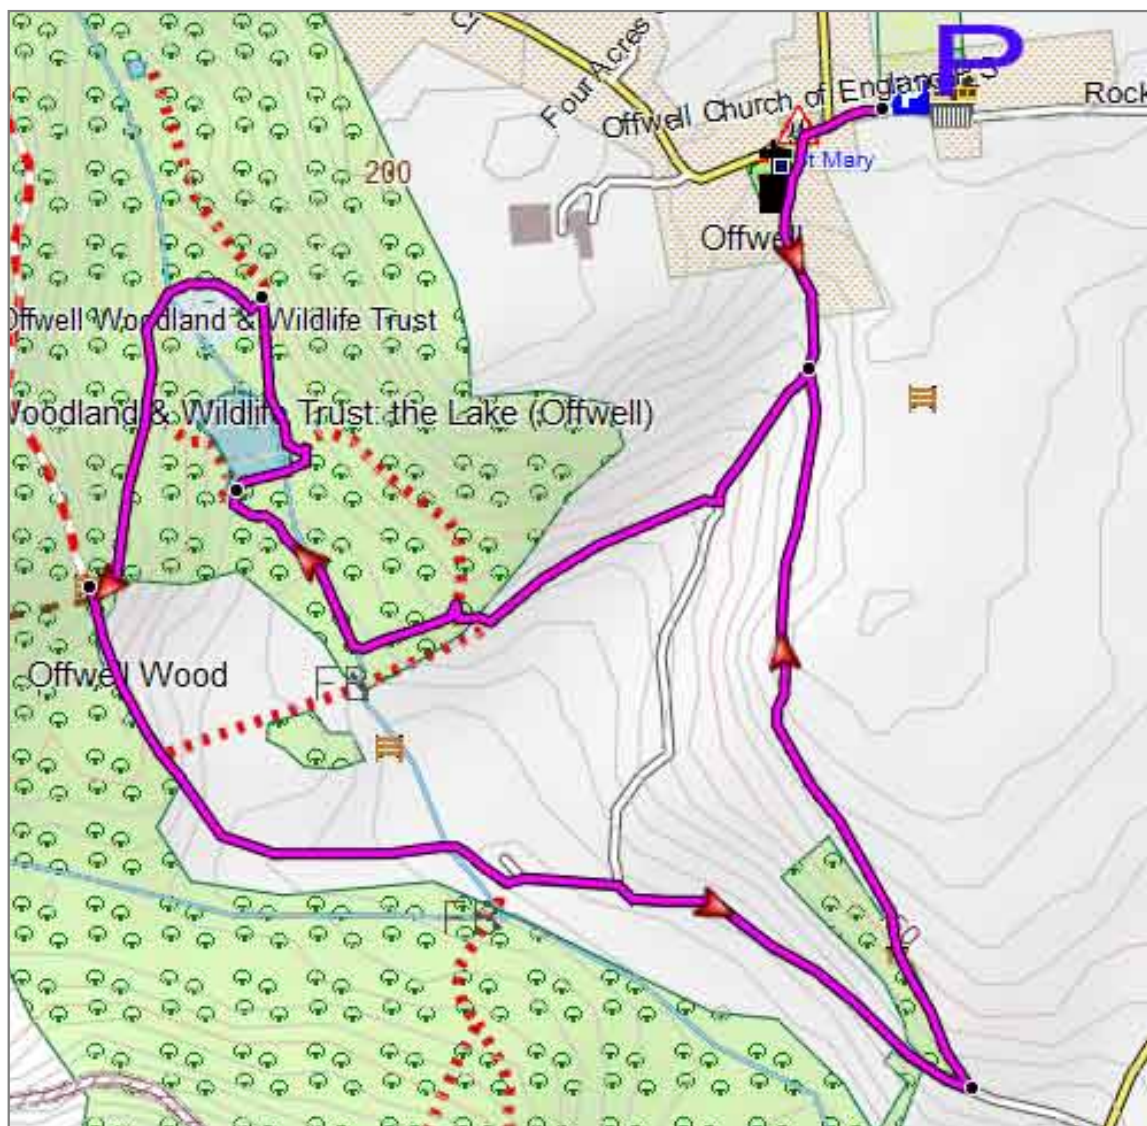 P
Four Acres
Rock
Offwell Church of England
St Mary
200
Offwell
Offwell Woodland & Wildlife Trust
Woodland & Wildlife Trust: the Lake (Offwell)
Offwell Wood
FB
FB